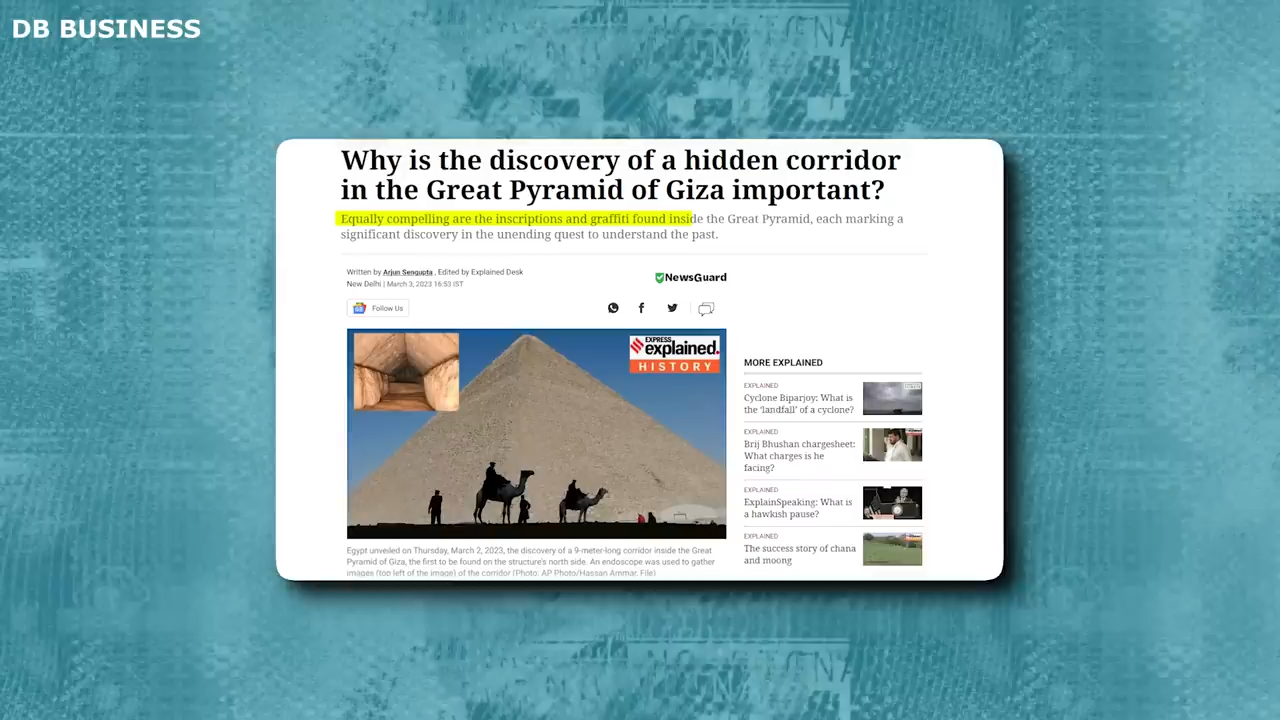 DB BUSINESS
Why is the discovery of a hidden corridor
in the Great Pyramid of Giza important?
Equally compelling are the inscriptions and graffiti found inside the Great Pyramid, each marking a
significant discovery in the unending quest to understand the past.
Written by Arjun Sengupta , Edited by Explained Desk
New Delhi | March 3, 2023 16:53 IST
NewsGuard
Follow Us
EXPRESS
explained.
HISTORY
Egypt unveiled on Thursday, March 2, 2023, the discovery of a 9-meter-long corridor inside the Great
Pyramid of Giza, the first to be found on the structure's north side. An endoscope was used to gather
images (top left of the image) of the corridor (Photo: AP Photo/Hassan Ammar, File)
MORE EXPLAINED
EXPLAINED
Cyclone Biparjoy: What is
the 'landfall' of a cyclone?
EXPLAINED
Brij Bhushan chargesheet:
What charges is he
facing?
EXPLAINED
ExplainSpeaking: What is
a hawkish pause?
EXPLAINED
The success story of chana
and moong